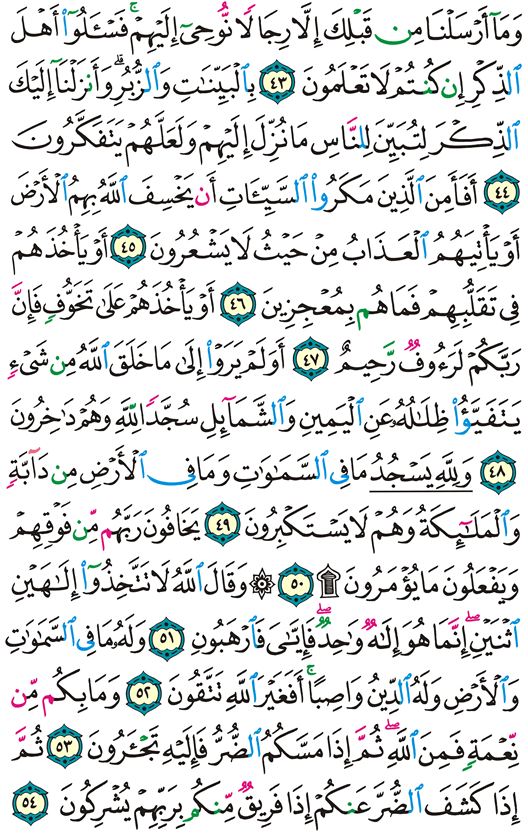 وَمَآ أَرْسَلْنَا مِن قَبْلِكَ إِلَّا رِجَالًا نُّوحِىٓ إِلَيْهِمْ ۚ فَسْـَٔلُوٓا۟ أَهْلَ
ٱلذِّكْرِ إِن كُنتُمْ لَا تَعْلَمُونَ ٤٣ بِٱلْبَيِّنَـٰتِ وَٱلزُّبُرِ ۗ وَأَنزَلْنَآ إِلَيْكَ
ٱلذِّكْرَ لِتُبَيِّنَ لِلنَّاسِ مَا نُزِّلَ إِلَيْهِمْ وَلَعَلَّهُمْ يَتَفَكَّرُونَ
٤٤ أَفَأَمِنَ ٱلَّذِينَ مَكَرُوا۟ ٱلسَّيِّـَٔاتِ أَن يَخْسِفَ ٱللَّهُ بِهِمُ ٱلْأَرْضَ
أَوْ يَأْتِيَهُمُ ٱلْعَذَابُ مِنْ حَيْثُ لَا يَشْعُرُونَ ٤٥ أَوْ يَأْخُذَهُمْ
فِى تَقَلُّبِهِمْ فَمَا هُم بِمُعْجِزِينَ ٤٦ أَوْ يَأْخُذَهُمْ عَلَىٰ تَخَوُّفٍ فَإِنَّ
رَبَّكُمْ لَرَءُوفٌ رَّحِيمٌ ٤٧ أَوَلَمْ يَرَوْا۟ إِلَىٰ مَا خَلَقَ ٱللَّهُ مِن شَىْءٍ
يَتَفَيَّؤُا۟ ظِلَـٰلُهُۥ عَنِ ٱلْيَمِينِ وَٱلشَّمَآئِلِ سُجَّدًا لِّلَّهِ وَهُمْ دَٰخِرُونَ
٤٨ وَلِلَّهِ يَسْجُدُ مَا فِى ٱلسَّمَـٰوَٰتِ وَمَا فِى ٱلْأَرْضِ مِن دَآبَّةٍ
وَٱلْمَلَـٰٓئِكَةُ وَهُمْ لَا يَسْتَكْبِرُونَ ٤٩ يَخَافُونَ رَبَّهُم مِّن فَوْقِهِمْ
وَيَفْعَلُونَ مَا يُؤْمَرُونَ ۩ ٥٠ ۞ وَقَالَ ٱللَّهُ لَا تَتَّخِذُوٓا۟ إِلَـٰهَيْنِ
ٱثْنَيْنِ ۖ إِنَّمَا هُوَ إِلَـٰهٌ وَٰحِدٌ ۖ فَإِيَّـٰىَ فَٱرْهَبُونِ ٥١ وَلَهُۥ مَا فِى ٱلسَّمَـٰوَٰتِ
وَٱلْأَرْضِ وَلَهُ ٱلدِّينُ وَاصِبًا ۚ أَفَغَيْرَ ٱللَّهِ تَتَّقُونَ ٥٢ وَمَا بِكُم مِّن
نِّعْمَةٍ فَمِنَ ٱللَّهِ ۖ ثُمَّ إِذَا مَسَّكُمُ ٱلضُّرُّ فَإِلَيْهِ تَجْـَٔرُونَ ٥٣ ثُمَّ
إِذَا كَشَفَ ٱلضُّرَّ عَنكُمْ إِذَا فَرِيقٌ مِّنكُم بِرَبِّهِمْ يُشْرِكُونَ ٥٤